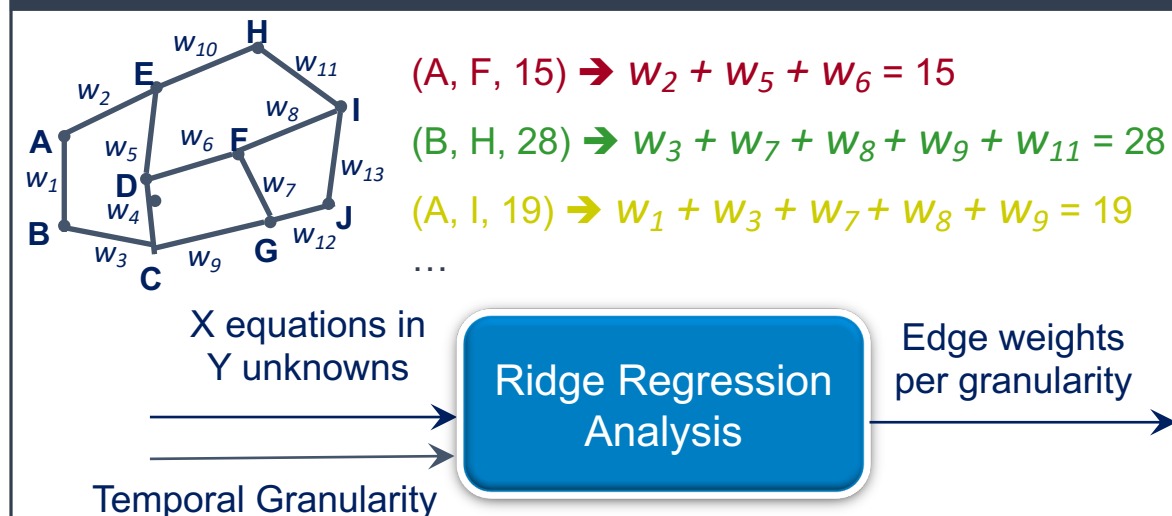 H
w10
E
w11
w2
w8
I
A
w6
F
w5
w13
w1
D
w7
w4
J
B
G
w12
w3
w9
C
(A, F, 15) ➔ w2 + w5 + w6 = 15
(B, H, 28) ➔ w3 + w7 + w8 + w9 + w11 = 28
(A, I, 19) ➔ w1 + w3 + w7 + w8 + w9 = 19
...
X equations in
Y unknowns
Temporal Granularity
Ridge Regression
Analysis
Edge weights
per granularity